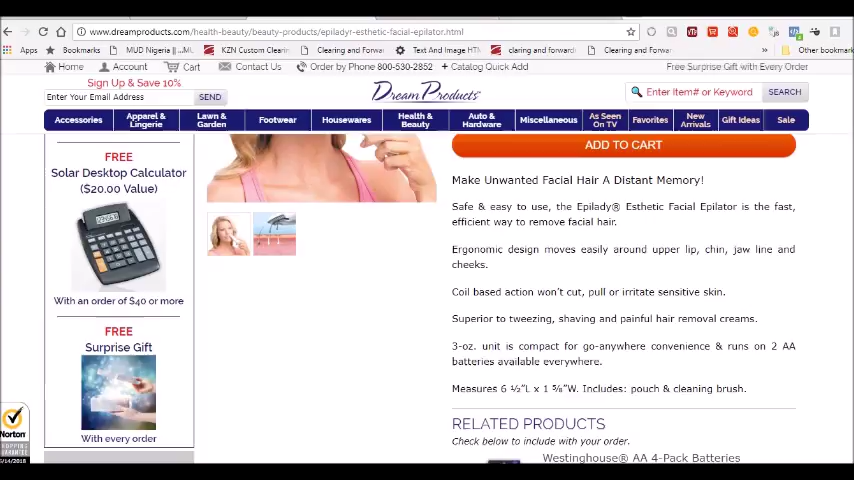 www.dreamproducts.com/health-beauty/beauty-products/epiladyr-esthetic-facial-epilator.html
Apps Bookmarks MUD Nigeria || ...MU KZN Custom Clearin Clearing and Forwar Text And Image HTM claring and forward Clearing and Forwar » Other bookmark
Home Account Cart Contact Us Order by Phone 800-530-2852 + Catalog Quick Add Free Surprise Gift with Every Order
Sign Up & Save 10%
Enter Your Email Address SEND
Dream Products
Enter Item# or Keyword SEARCH
Accessories Apparel & Lingerie Lawn & Garden Footwear Housewares Health & Beauty Auto & Hardware Miscellaneous As Seen On TV Favorites New Arrivals Gift Ideas Sale
FREE
Solar Desktop Calculator
($20.00 Value)
With an order of $40 or more
FREE
Surprise Gift
With every order
ADD TO CART
Make Unwanted Facial Hair A Distant Memory!
Safe & easy to use, the Epilady® Esthetic Facial Epilator is the fast,
efficient way to remove facial hair.
Ergonomic design moves easily around upper lip, chin, jaw line and
cheeks.
Coil based action won't cut, pull or irritate sensitive skin.
Superior to tweezing, shaving and painful hair removal creams.
3-oz. unit is compact for go-anywhere convenience & runs on 2 AA
batteries available everywhere.
Measures 6 ½"L x 1 ⅝"W. Includes: pouch & cleaning brush.
RELATED PRODUCTS
Check below to include with your order.
Westinghouse® AA 4-Pack Batteries
Norton
SHOPPING
GUARANTEE